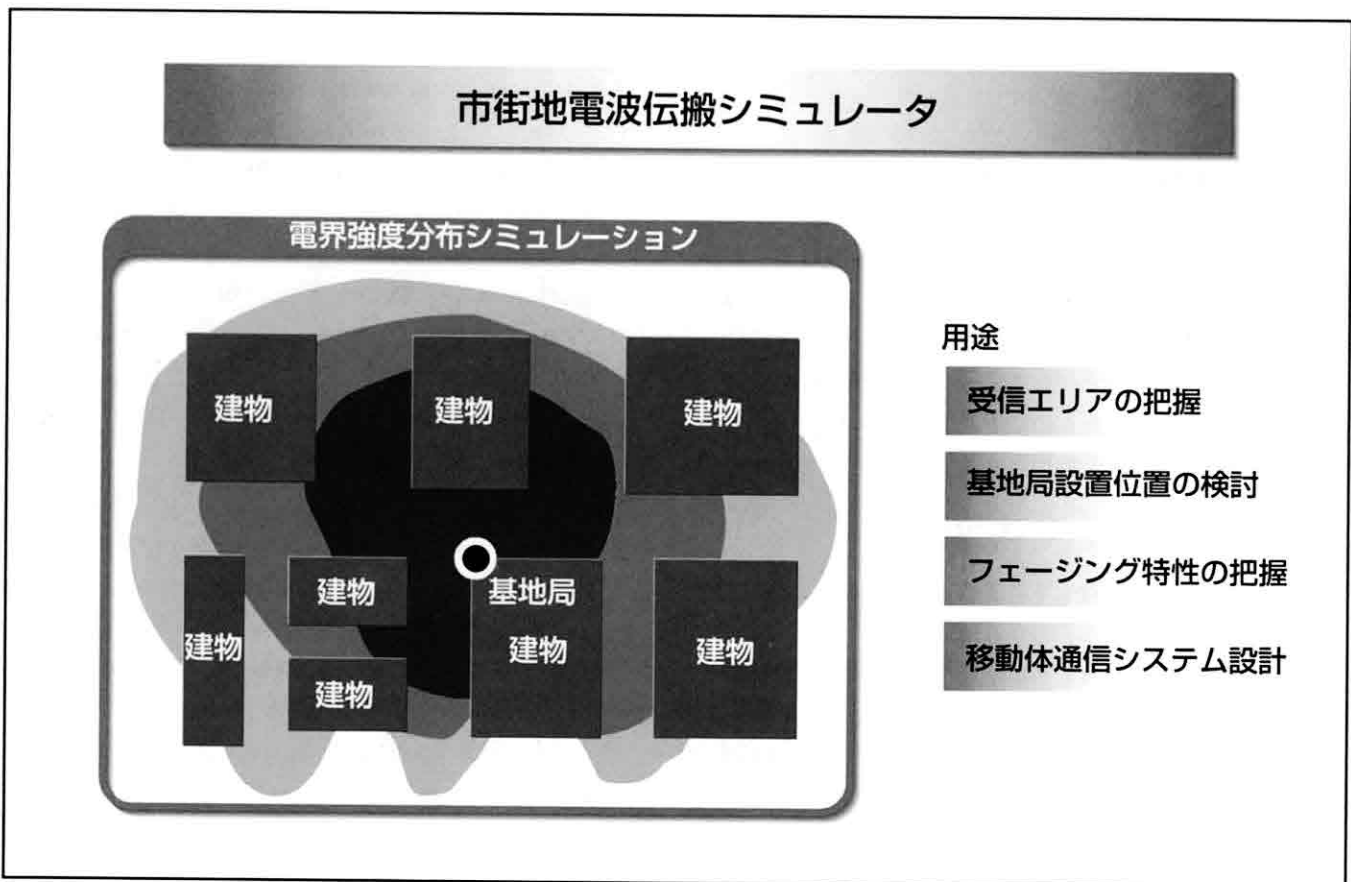 市街地電波伝搬シミュレータ
電界強度分布シミュレーション
建物
建物
建物
建物
建物
建物
基地局
建物
建物
用途
受信エリアの把握
基地局設置位置の検討
フェージング特性の把握
移動体通信システム設計